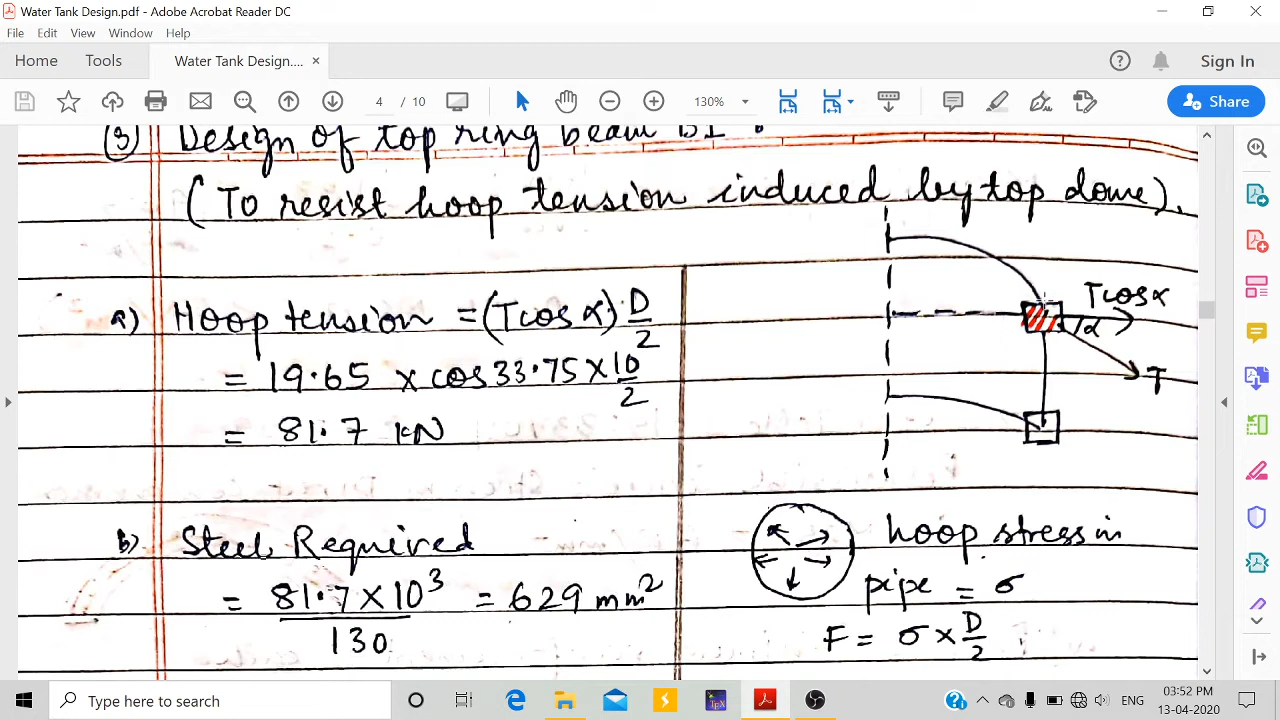 Water Tank Design.pdf - Adobe Acrobat Reader DC
File Edit View Window Help
Home Tools Water Tank Design.... × Sign In
4 / 10 130% Share
(3) Design of top ring beam B1 :
( To resist hoop tension induced by top dome).
a) Hoop tension = (Tcos α) D/2
= 19.65 × cos 33.75 × 10/2
= 81.7 kN
Tcosα
α
T
b) Steel Required
= 81.7 × 10³ / 130 = 629 mm²
hoop stress in
pipe = σ
F = σ × D/2
Type here to search
TpX
ENG
03:52 PM
13-04-2020